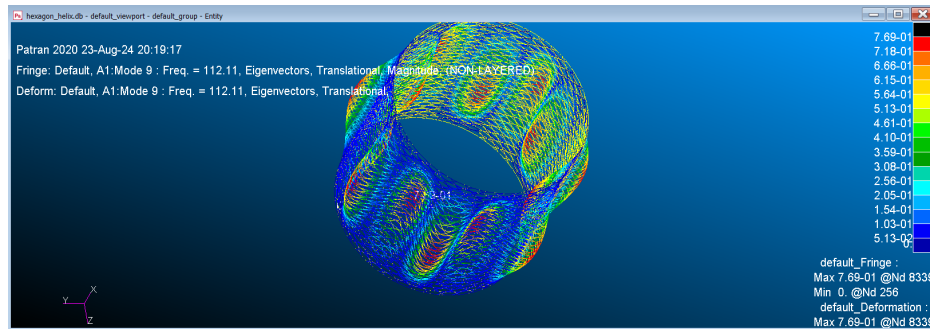 hexagon_helix.db - default_viewport - default_group - Entity
Patran 2020 23-Aug-24 20:19:17
Fringe: Default, A1:Mode 9 : Freq. = 112.11, Eigenvectors, Translational, Magnitude, (NON-LAYERED)
Deform: Default, A1:Mode 9 : Freq. = 112.11, Eigenvectors, Translational,
7.69-01
7.18-01
6.66-01
6.15-01
5.64-01
5.13-01
4.61-01
4.10-01
3.59-01
3.08-01
2.56-01
2.05-01
1.54-01
1.03-01
5.13-02
0.
default_Fringe :
Max 7.69-01 @Nd 8339
Min 0. @Nd 256
default_Deformation :
Max 7.69-01 @Nd 8339
X
Y
Z